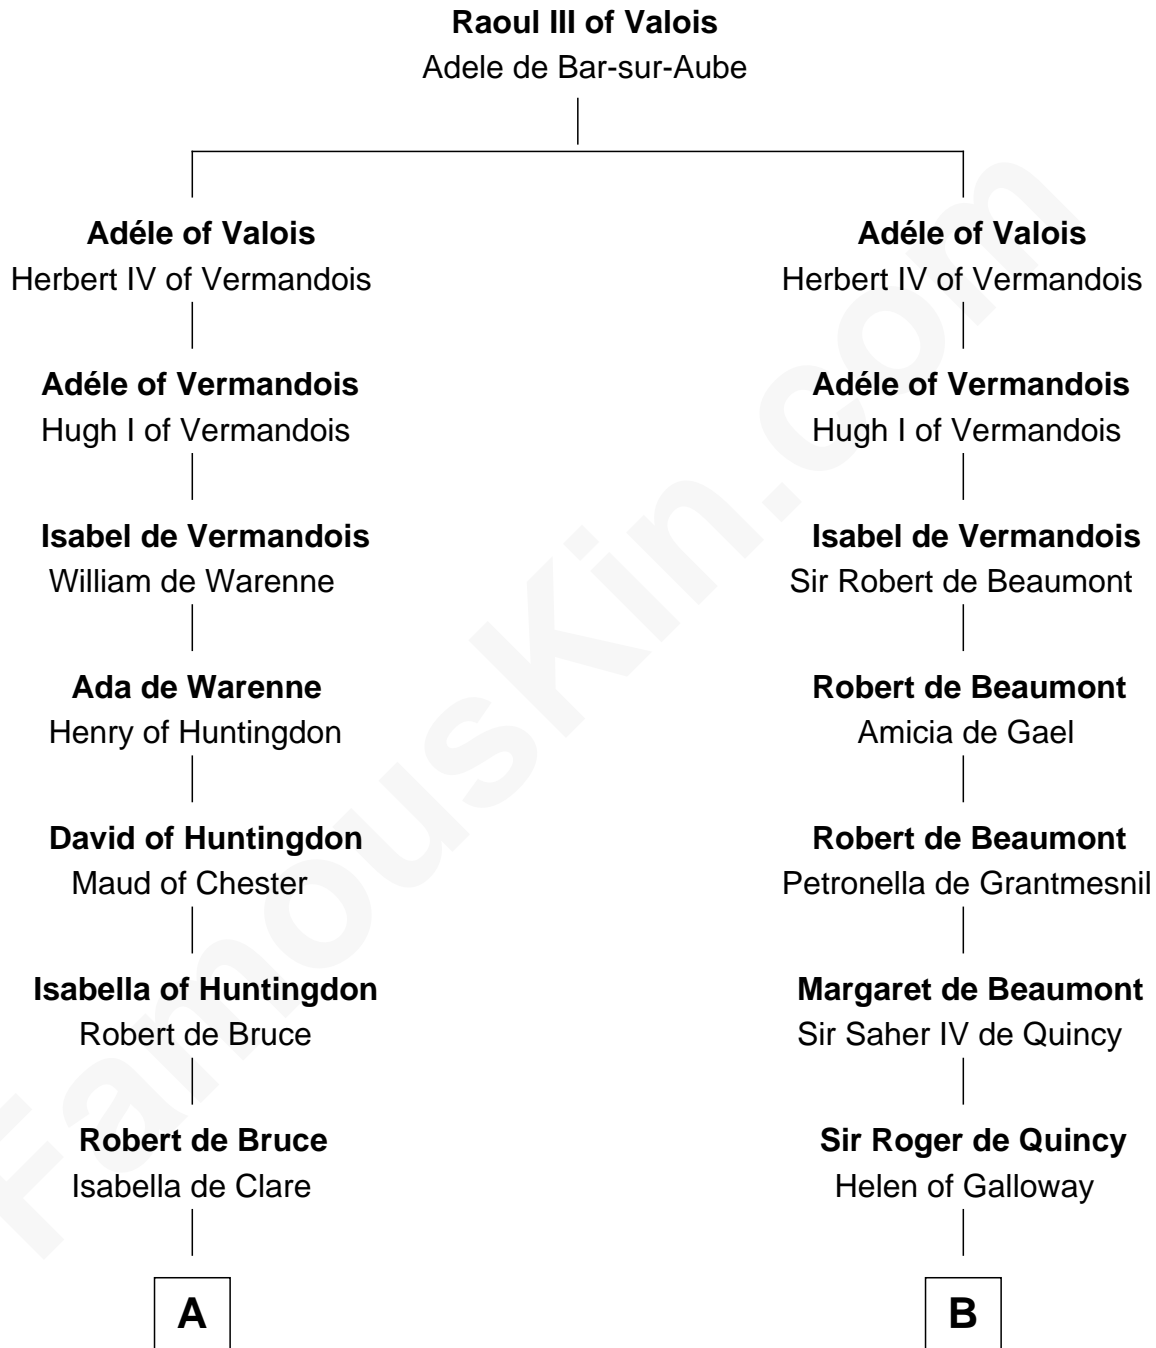 Raoul III of Valois
Adele de Bar-sur-Aube
Adéle of Valois
Herbert IV of Vermandois
Adéle of Vermandois
Hugh I of Vermandois
Isabel de Vermandois
William de Warenne
Ada de Warenne
Henry of Huntingdon
David of Huntingdon
Maud of Chester
Isabella of Huntingdon
Robert de Bruce
Robert de Bruce
Isabella de Clare
A
Adéle of Valois
Herbert IV of Vermandois
Adéle of Vermandois
Hugh I of Vermandois
Isabel de Vermandois
Sir Robert de Beaumont
Robert de Beaumont
Amicia de Gael
Robert de Beaumont
Petronella de Grantmesnil
Margaret de Beaumont
Sir Saher IV de Quincy
Sir Roger de Quincy
Helen of Galloway
B
FamousKin.com